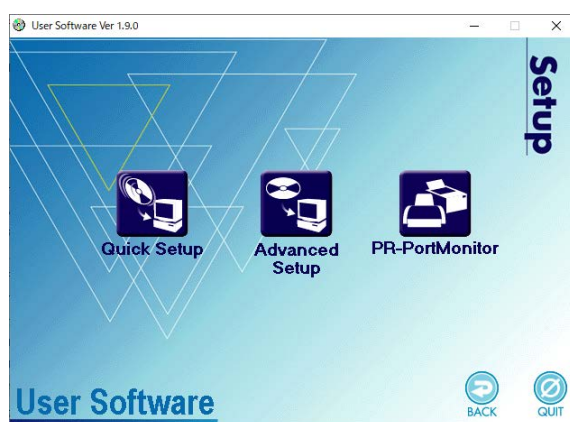 User Software Ver 1.9.0
Setup
Quick Setup
Advanced
Setup
PR-PortMonitor
User Software
BACK
QUIT